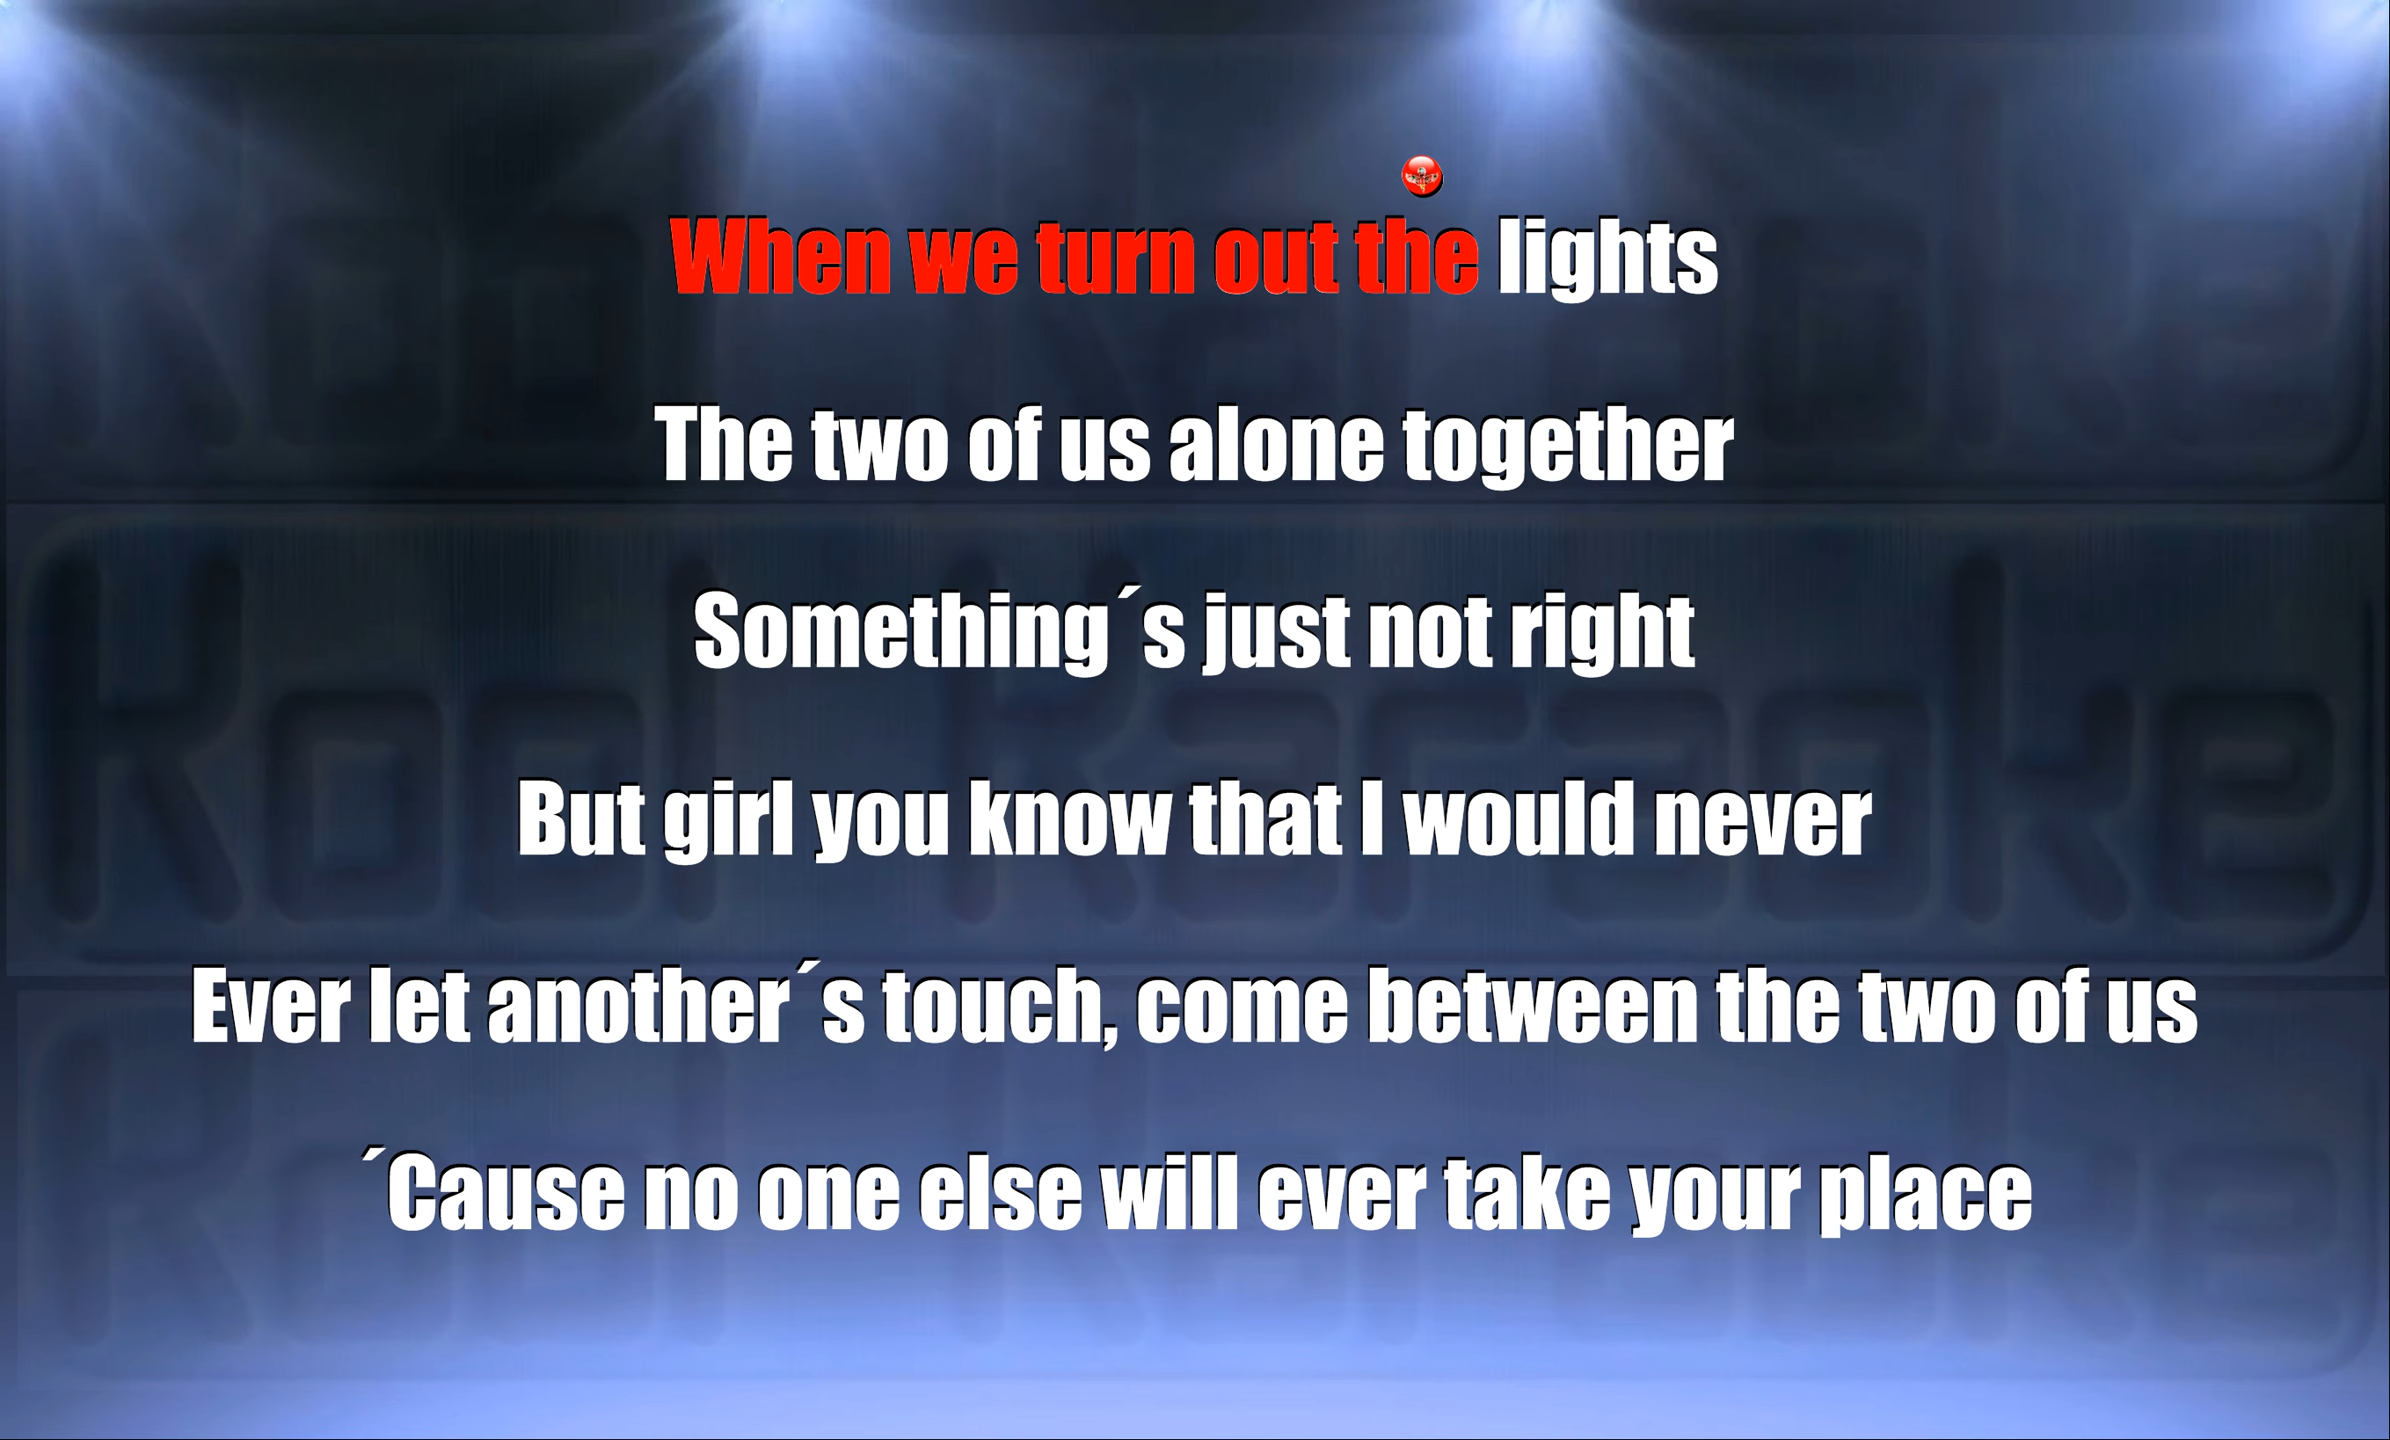 When we turn out the lights
The two of us alone together
Something´s just not right
But girl you know that I would never
Ever let another´s touch, come between the two of us
´Cause no one else will ever take your place
Kool Karaoke